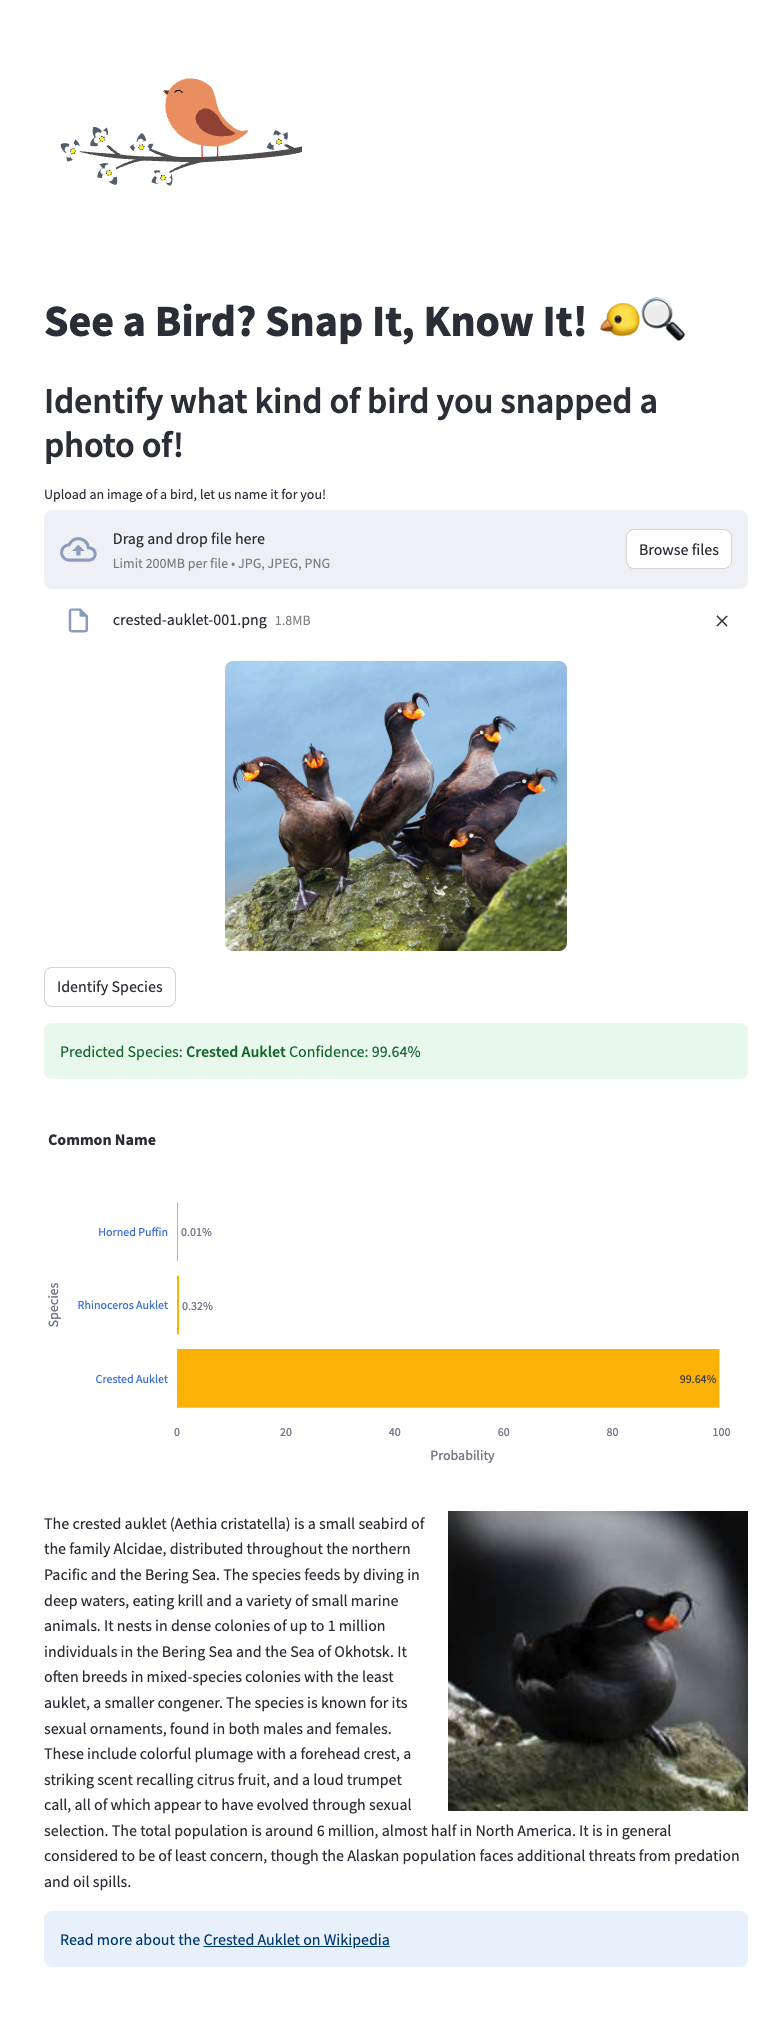 See a Bird? Snap It, Know It! 🐤🔍
Identify what kind of bird you snapped a
photo of!
Upload an image of a bird, let us name it for you!
Drag and drop file here
Limit 200MB per file • JPG, JPEG, PNG
Browse files
crested-auklet-001.png 1.8MB
Identify Species
Predicted Species: Crested Auklet Confidence: 99.64%
Common Name
Horned Puffin 0.01%
Rhinoceros Auklet 0.32%
Crested Auklet 99.64%
Species
0 20 40 60 80 100
Probability
The crested auklet (Aethia cristatella) is a small seabird of
the family Alcidae, distributed throughout the northern
Pacific and the Bering Sea. The species feeds by diving in
deep waters, eating krill and a variety of small marine
animals. It nests in dense colonies of up to 1 million
individuals in the Bering Sea and the Sea of Okhotsk. It
often breeds in mixed-species colonies with the least
auklet, a smaller congener. The species is known for its
sexual ornaments, found in both males and females.
These include colorful plumage with a forehead crest, a
striking scent recalling citrus fruit, and a loud trumpet
call, all of which appear to have evolved through sexual
selection. The total population is around 6 million, almost half in North America. It is in general
considered to be of least concern, though the Alaskan population faces additional threats from predation
and oil spills.
Read more about the Crested Auklet on Wikipedia